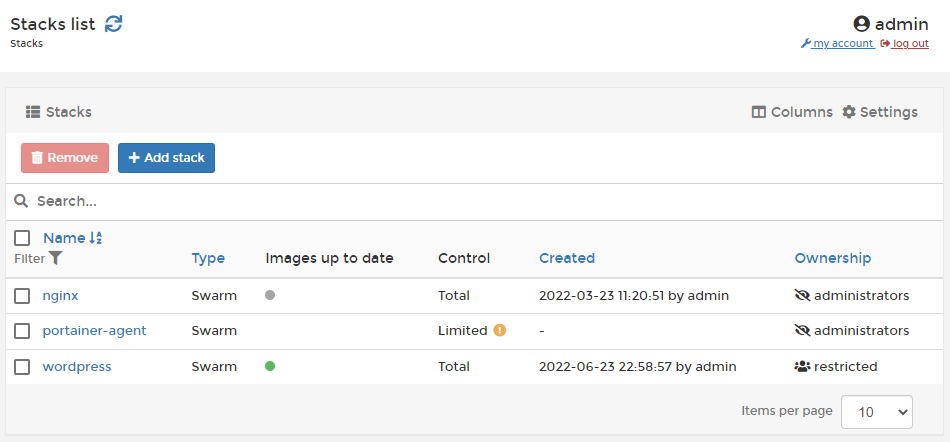 Stacks list
admin
Stacks
my account log out
Stacks
Columns Settings
Remove
Add stack
Search...
Name
Filter
Type Images up to date Control Created Ownership
nginx Swarm Total 2022-03-23 11:20:51 by admin administrators
portainer-agent Swarm Limited - administrators
wordpress Swarm Total 2022-06-23 22:58:57 by admin restricted
Items per page 10